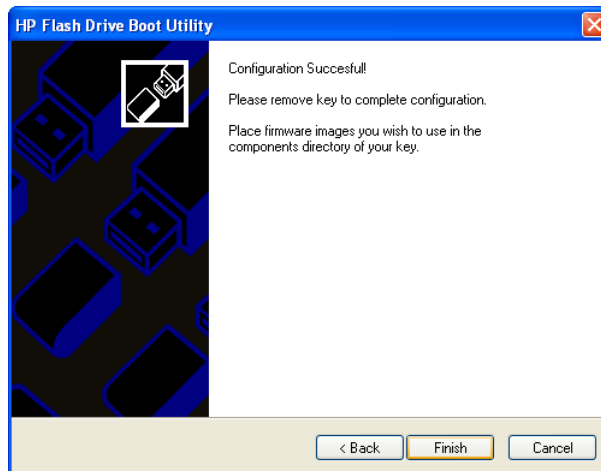 HP Flash Drive Boot Utility
Configuration Succesful!
Please remove key to complete configuration.
Place firmware images you wish to use in the
components directory of your key.
< Back Finish Cancel